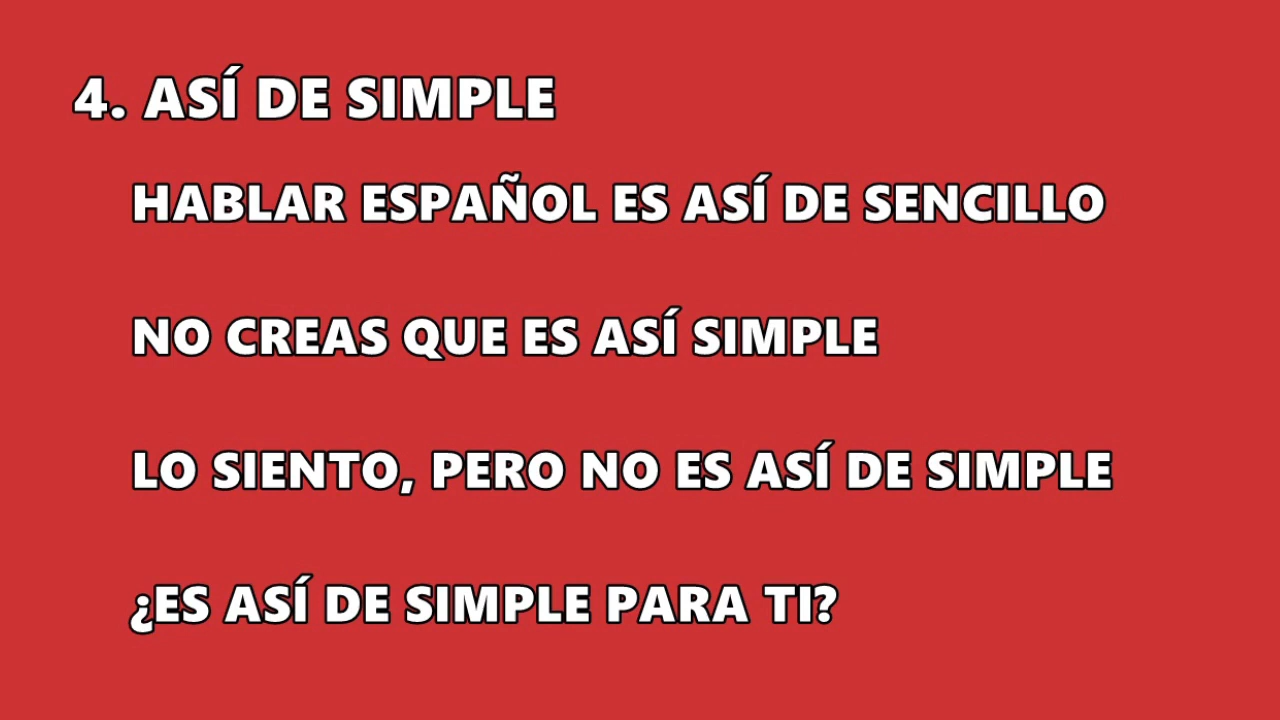 4. ASÍ DE SIMPLE
HABLAR ESPAÑOL ES ASÍ DE SENCILLO
NO CREAS QUE ES ASÍ SIMPLE
LO SIENTO, PERO NO ES ASÍ DE SIMPLE
¿ES ASÍ DE SIMPLE PARA TI?